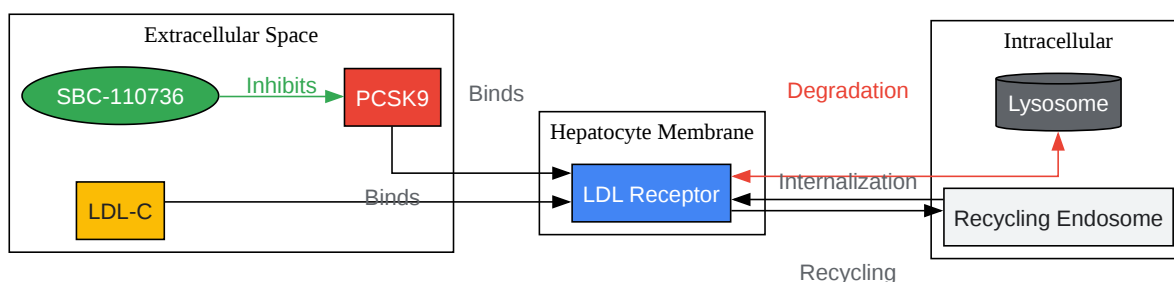 Extracellular Space
SBC-110736
Inhibits
PCSK9
LDL-C
Binds
Binds
Hepatocyte Membrane
LDL Receptor
Degradation
Internalization
Recycling
Intracellular
Lysosome
Recycling Endosome